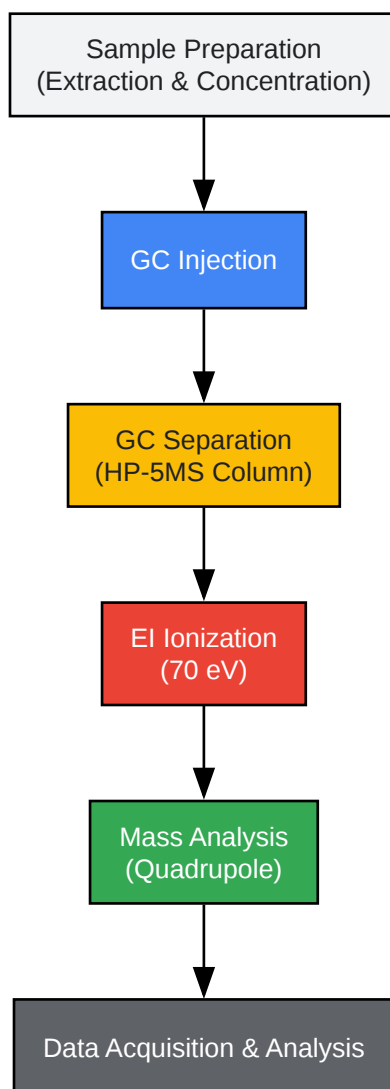 Sample Preparation
(Extraction & Concentration)
GC Injection
GC Separation
(HP-5MS Column)
EI Ionization
(70 eV)
Mass Analysis
(Quadrupole)
Data Acquisition & Analysis